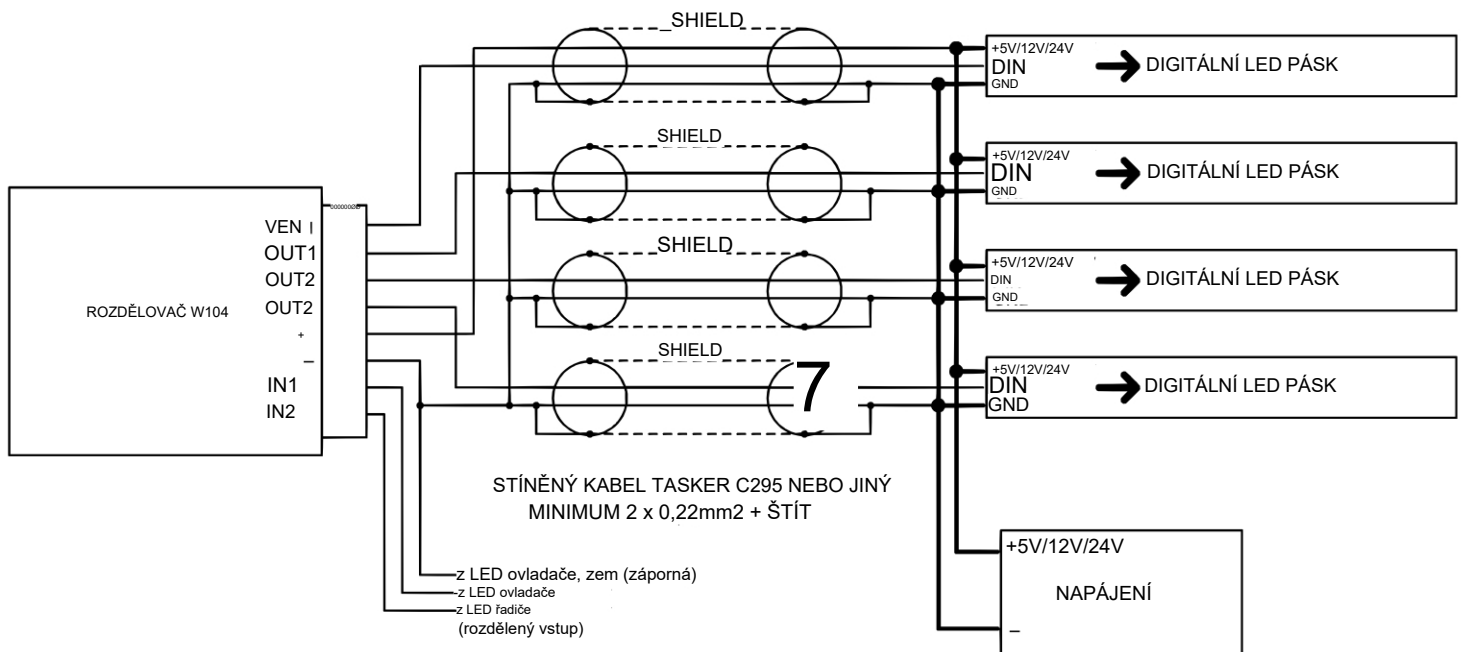 _SHIELD
+5V/12V/24V
DIN
GND
DIGITÁLNÍ LED PÁSK
SHIELD
+5V/12V/24V
DIN
GND
DIGITÁLNÍ LED PÁSK
SHIELD
+5V/12V/24V
DIN
GND
DIGITÁLNÍ LED PÁSK
SHIELD
7
+5V/12V/24V
DIN
GND
DIGITÁLNÍ LED PÁSK
ROZDĚLOVAČ W104
VEN |
OUT1
OUT2
OUT2
+
–
IN1
IN2
STÍNĚNÝ KABEL TASKER C295 NEBO JINÝ
MINIMUM 2 x 0,22mm2 + ŠTÍT
z LED ovladače, zem (záporná)
-z LED ovladače
z LED řadiče
(rozdělený vstup)
+5V/12V/24V
NAPÁJENÍ
–